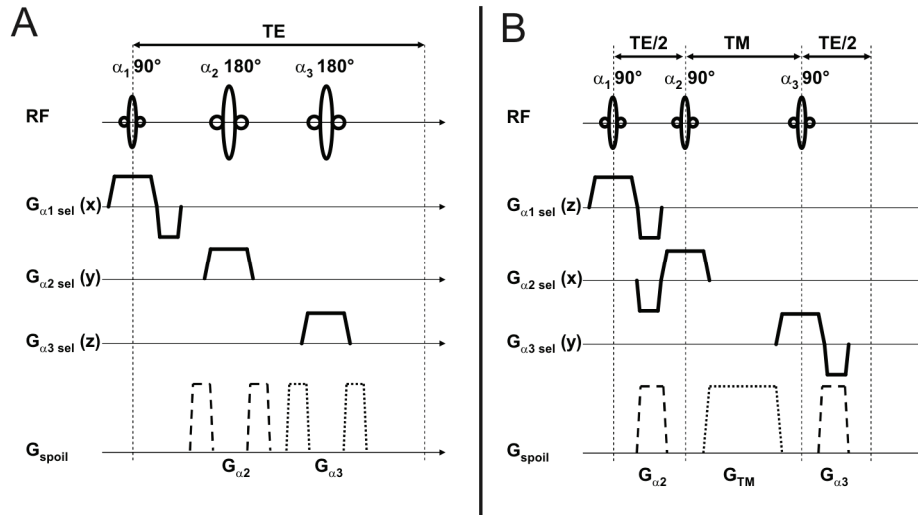 A
TE
α1 90° α2 180° α3 180°
RF
Gα1 sel (x)
Gα2 sel (y)
Gα3 sel (z)
Gspoil
Gα2 Gα3
B
TE/2 TM TE/2
α1 90° α2 90° α3 90°
RF
Gα1 sel (z)
Gα2 sel (x)
Gα3 sel (y)
Gspoil
Gα2 GTM Gα3